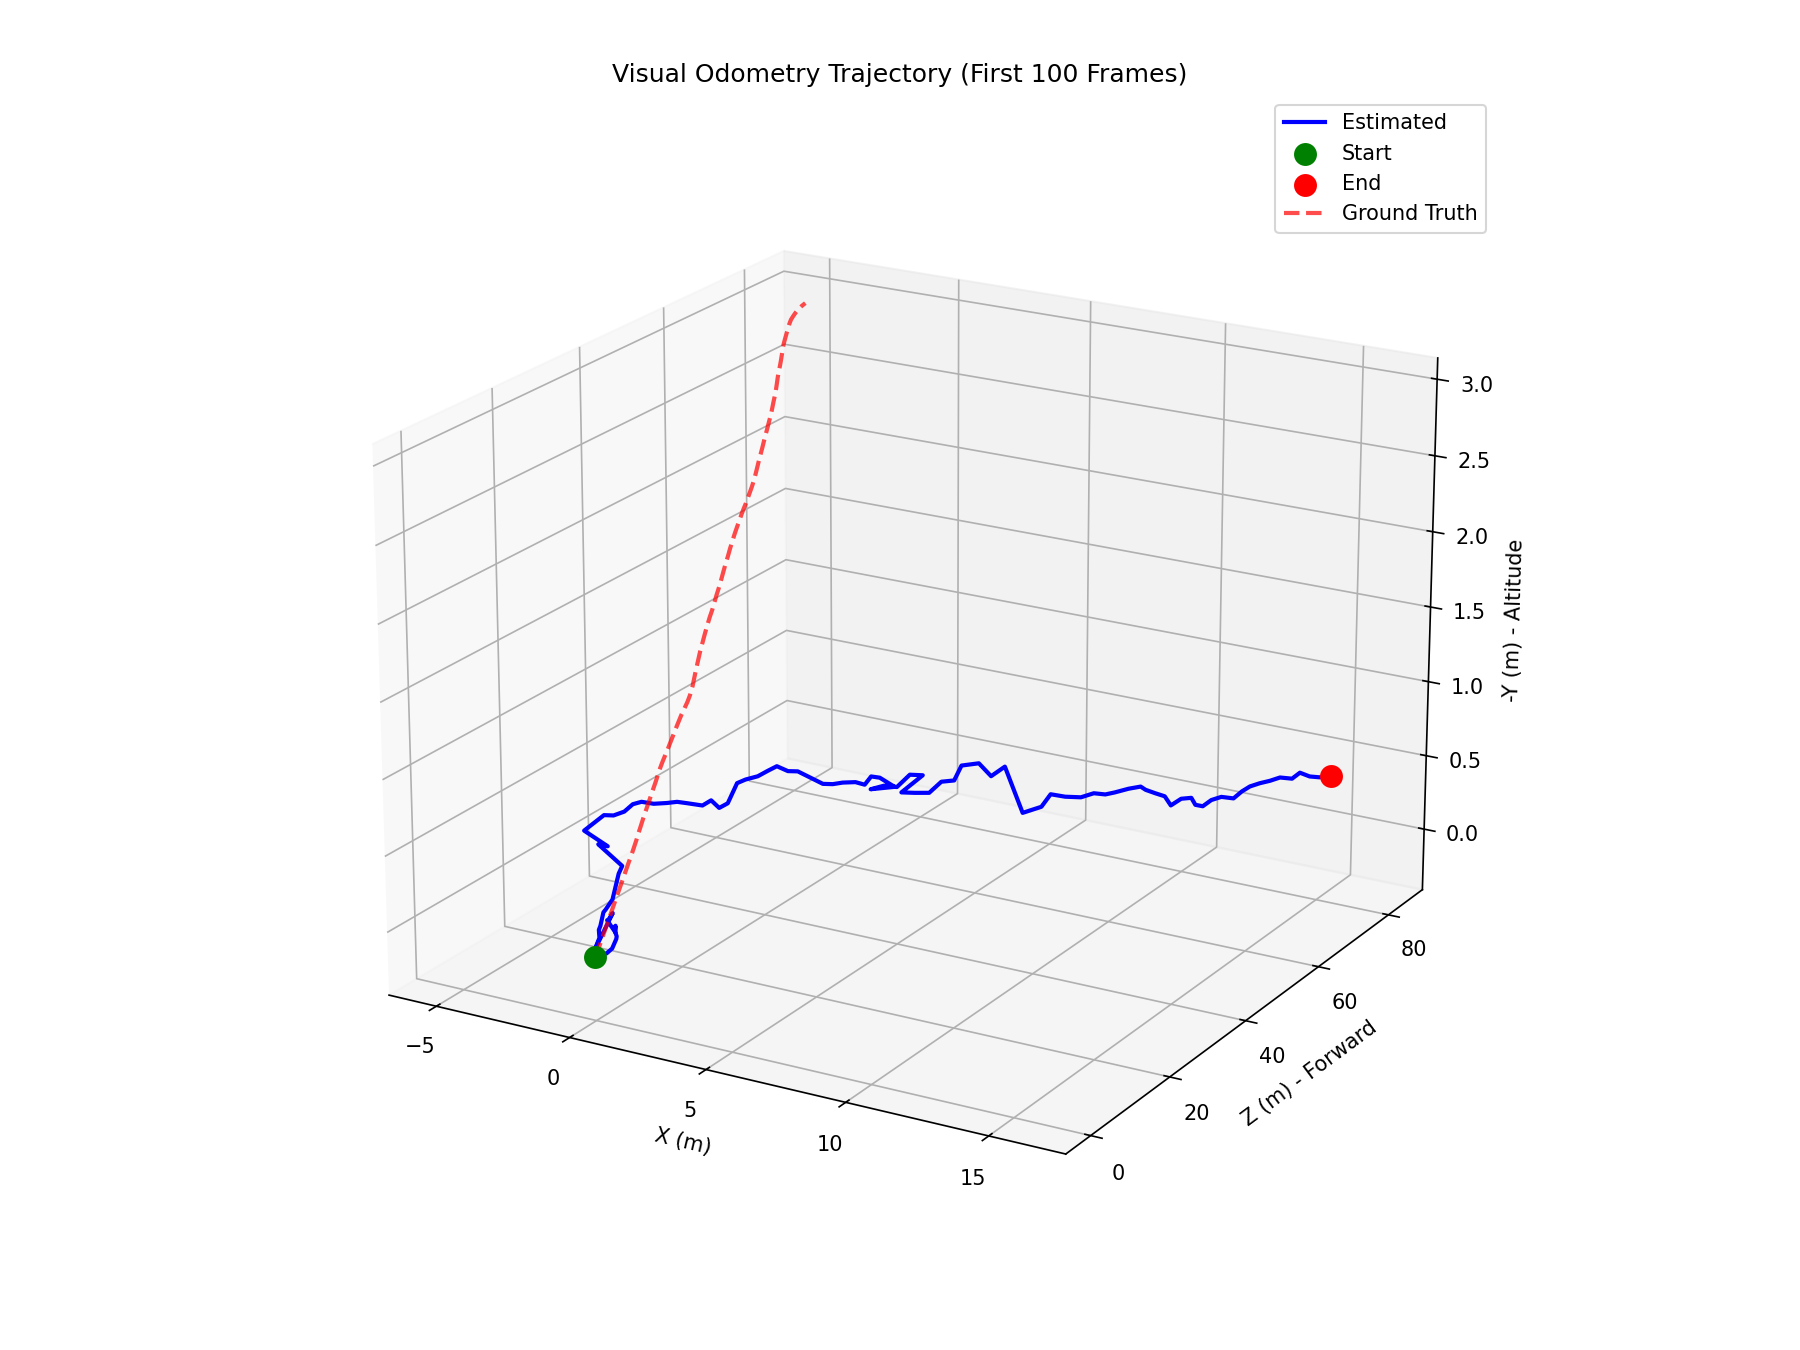 Visual Odometry Trajectory (First 100 Frames)
Estimated
Start
End
Ground Truth
3.0
2.5
2.0
1.5
1.0
0.5
0.0
-Y (m) - Altitude
80
60
40
20
0
Z (m) - Forward
−5
0
5
10
15
X (m)